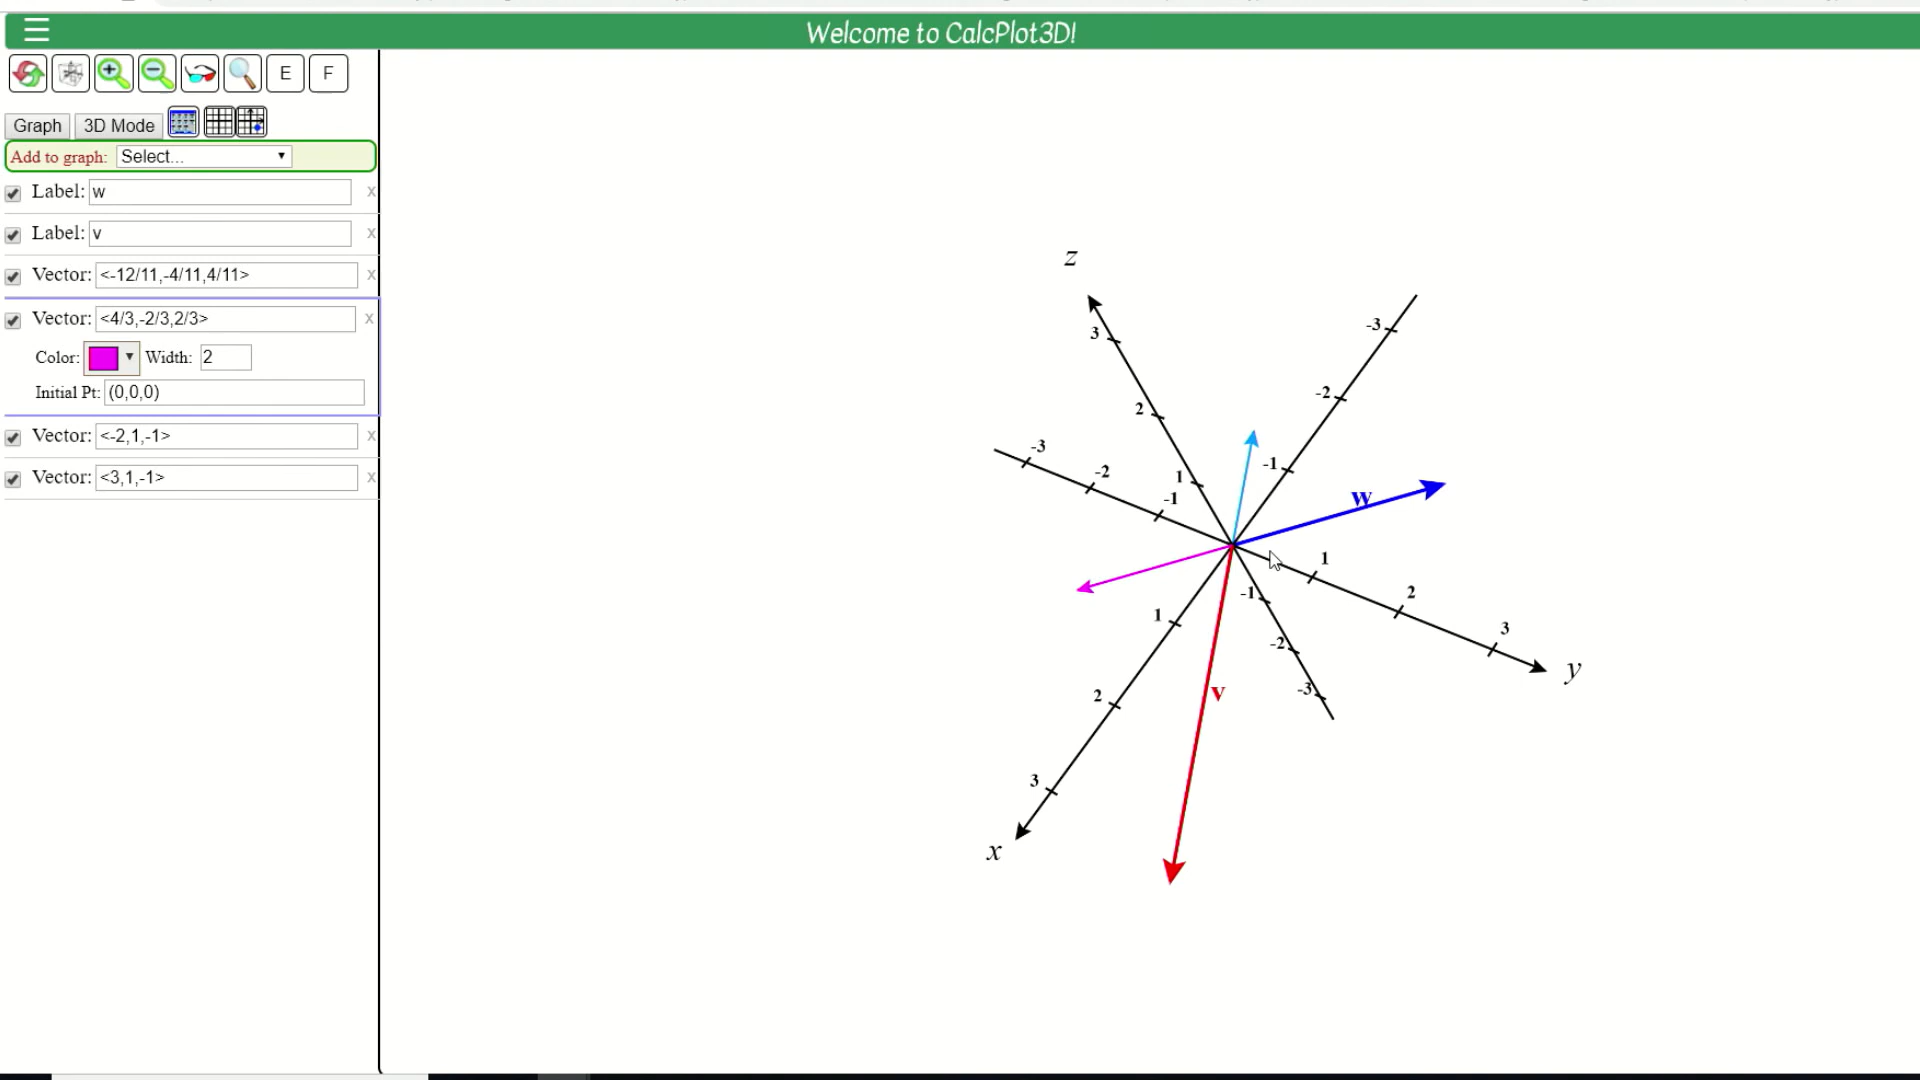 Welcome to CalcPlot3D!
E F
Graph 3D Mode
Add to graph: Select...
Label: w x
Label: v x
Vector: <-12/11,-4/11,4/11> x
Vector: <4/3,-2/3,2/3> x
Color: Width: 2
Initial Pt: (0,0,0)
Vector: <-2,1,-1> x
Vector: <3,1,-1> x
z
3
2
1
-1
-2
-3
-3
-2
-1
1
2
3
x
-3
-2
-1
1
2
3
y
w
v